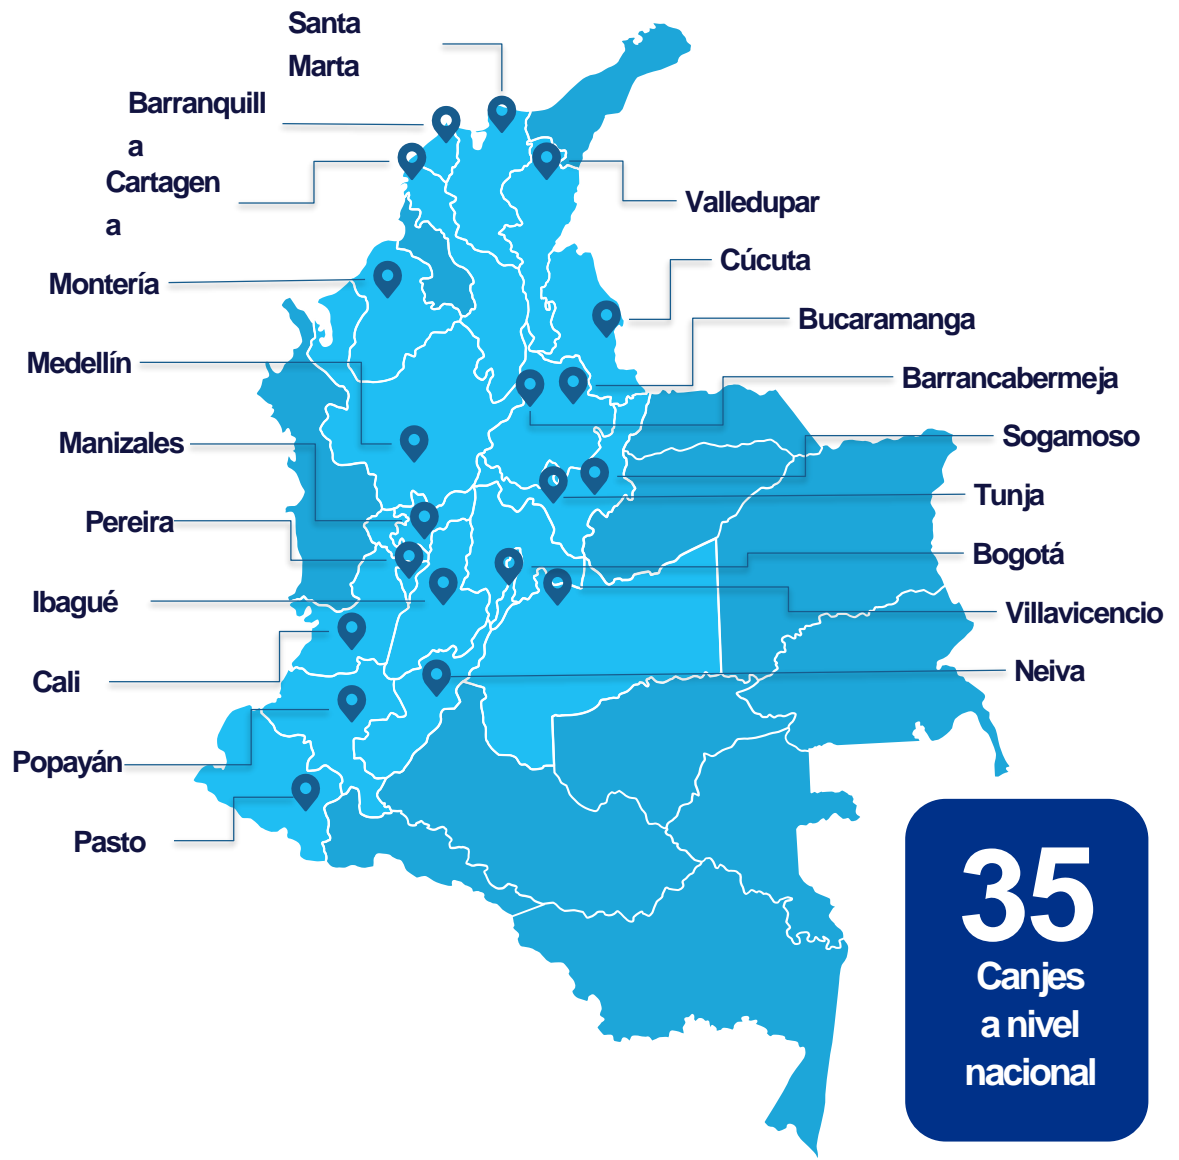 Santa
Marta
Barranquill
a
Cartagen
a
Valledupar
Cúcuta
Montería
Bucaramanga
Medellín
Barrancabermeja
Manizales
Sogamoso
Tunja
Pereira
Bogotá
Ibagué
Villavicencio
Neiva
Cali
Popayán
Pasto
35
Canjes
a nivel
nacional